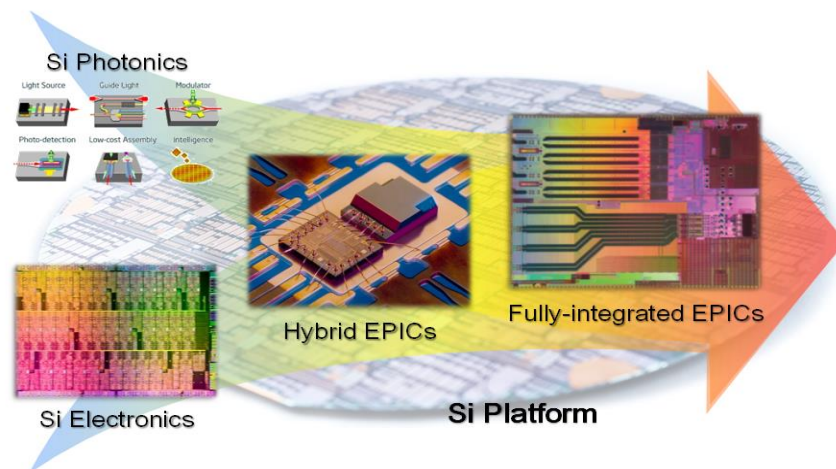 Si Photonics
Light Source
Guide Light
Modulator
Photo-detection
Low-cost Assembly
Intelligence
Hybrid EPICs
Fully-integrated EPICs
Si Electronics
Si Platform